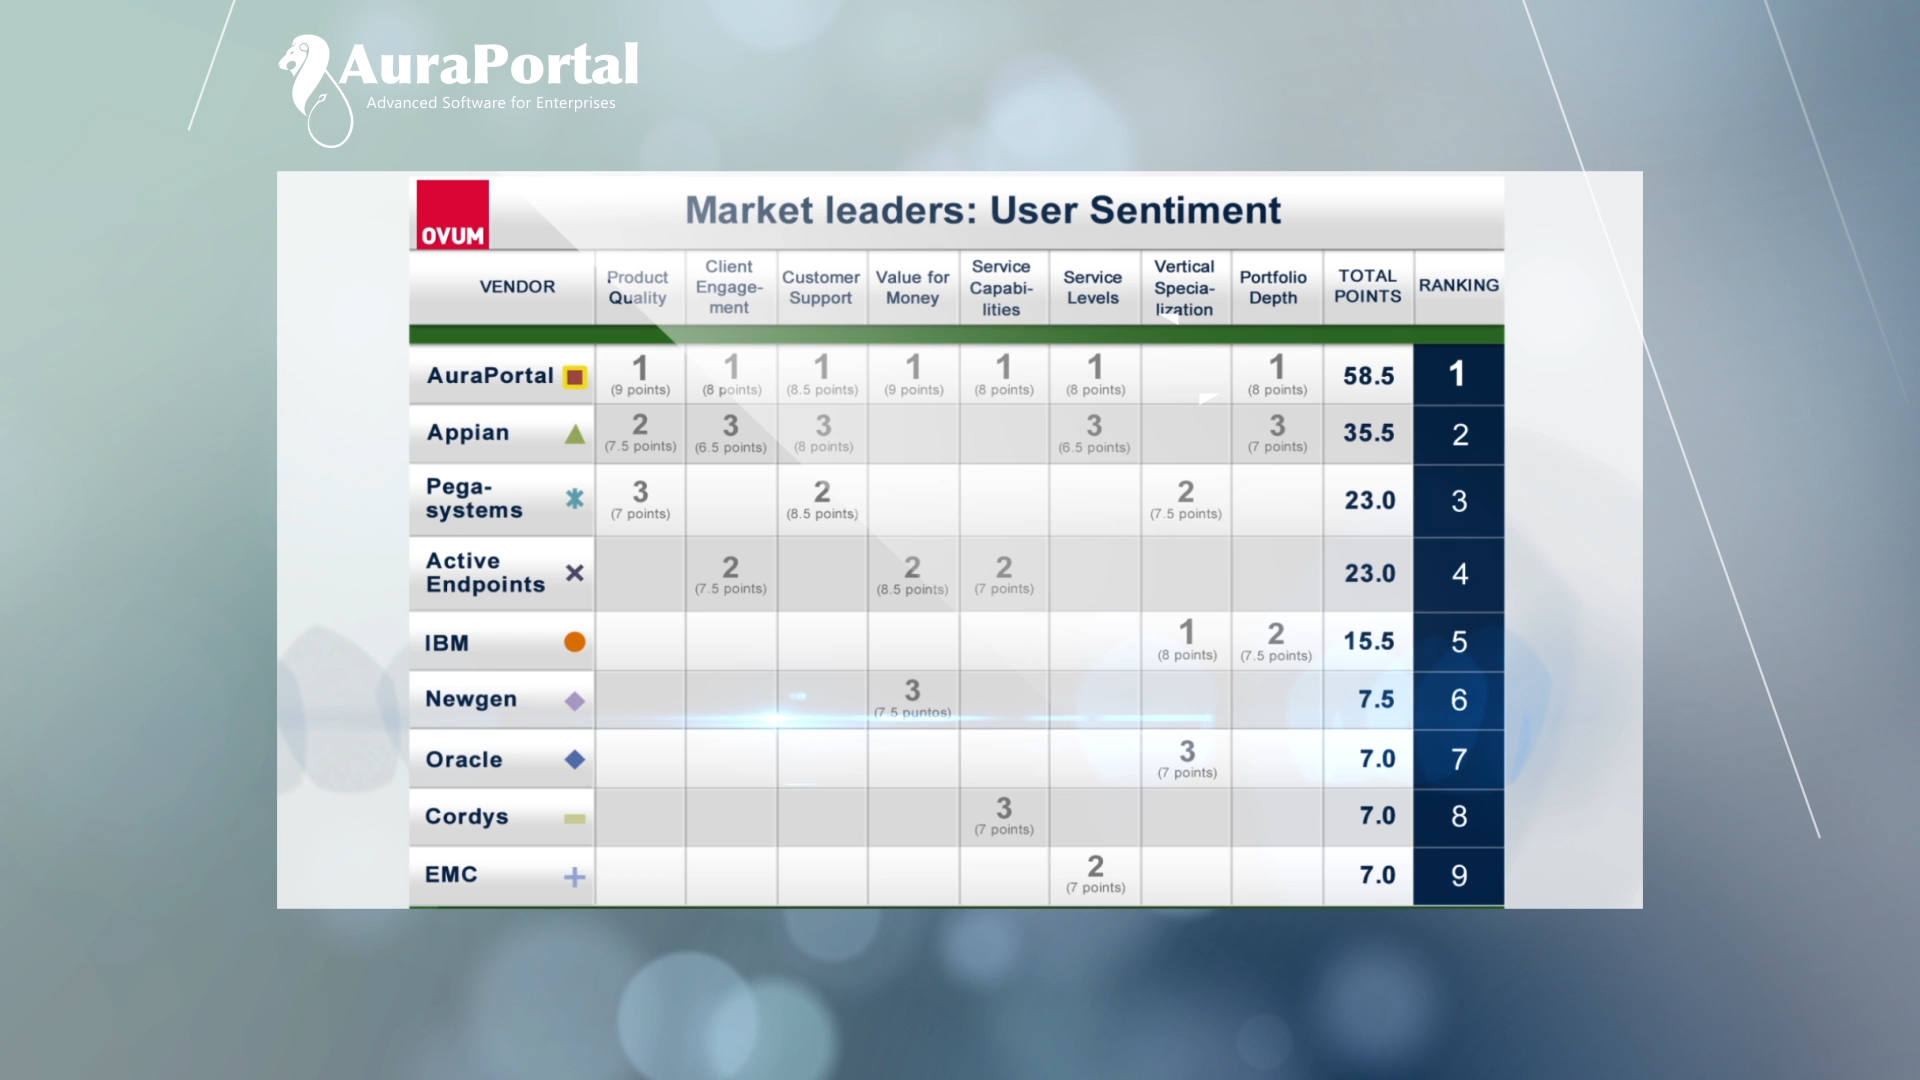 AuraPortal
Advanced Software for Enterprises
OVUM
Market leaders: User Sentiment
VENDOR
Product
Quality
Client
Engage-
ment
Customer
Support
Value for
Money
Service
Capabi-
lities
Service
Levels
Vertical
Specia-
lization
Portfolio
Depth
TOTAL
POINTS
RANKING
AuraPortal 1 1 1 1 1 1 1 58.5 1
(9 points) (8 points) (8.5 points) (9 points) (8 points) (8 points) (8 points)
Appian 2 3 3 3 3 35.5 2
(7.5 points) (6.5 points) (8 points) (6.5 points) (7 points)
Pega-
systems 3 2 2 23.0 3
(7 points) (8.5 points) (7.5 points)
Active
Endpoints 2 2 2 23.0 4
(7.5 points) (8.5 points) (7 points)
IBM 1 2 15.5 5
(8 points) (7.5 points)
Newgen 3 7.5 6
(7.5 puntos)
Oracle 3 7.0 7
(7 points)
Cordys 3 7.0 8
(7 points)
EMC 2 7.0 9
(7 points)